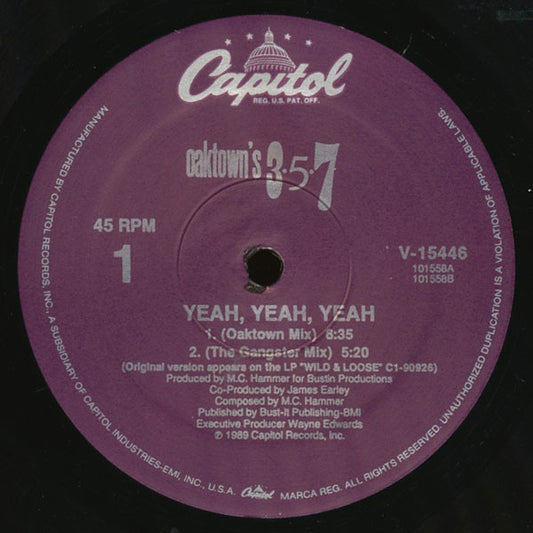 Capitol
REG. U.S. PAT. OFF.
oaktown's 3·5·7
45 RPM
1
V-15446
101558A
101558B
YEAH, YEAH, YEAH
1. (Oaktown Mix) 6:35
2. (The Gangster Mix) 5:20
(Original version appears on the LP "WILD & LOOSE" C1-90926)
Produced by M.C. Hammer for Bustin Productions
Co-Produced by James Earley
Composed by M.C. Hammer
Published by Bust-It Publishing-BMI
Executive Producer Wayne Edwards
℗ 1989 Capitol Records, Inc.
MANUFACTURED BY CAPITOL RECORDS, INC., A SUBSIDIARY OF CAPITOL INDUSTRIES-EMI, INC., U.S.A. Capitol MARCA REG. ALL RIGHTS RESERVED. UNAUTHORIZED DUPLICATION IS A VIOLATION OF APPLICABLE LAWS.